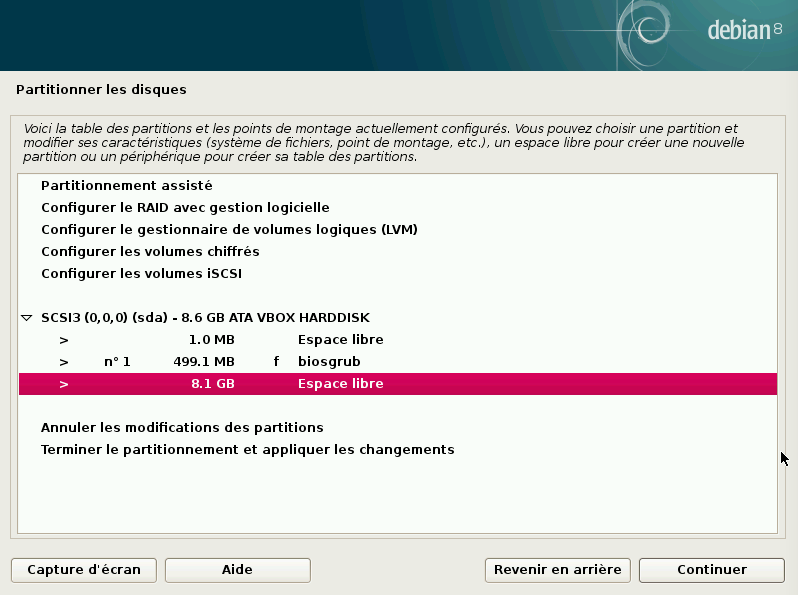 debian 8
Partitionner les disques
Voici la table des partitions et les points de montage actuellement configurés. Vous pouvez choisir une partition et
modifier ses caractéristiques (système de fichiers, point de montage, etc.), un espace libre pour créer une nouvelle
partition ou un périphérique pour créer sa table des partitions.
Partitionnement assisté
Configurer le RAID avec gestion logicielle
Configurer le gestionnaire de volumes logiques (LVM)
Configurer les volumes chiffrés
Configurer les volumes iSCSI
SCSI3 (0,0,0) (sda) - 8.6 GB ATA VBOX HARDDISK
> 1.0 MB Espace libre
> n° 1 499.1 MB f biosgrub
> 8.1 GB Espace libre
Annuler les modifications des partitions
Terminer le partitionnement et appliquer les changements
Capture d'écran Aide Revenir en arrière Continuer